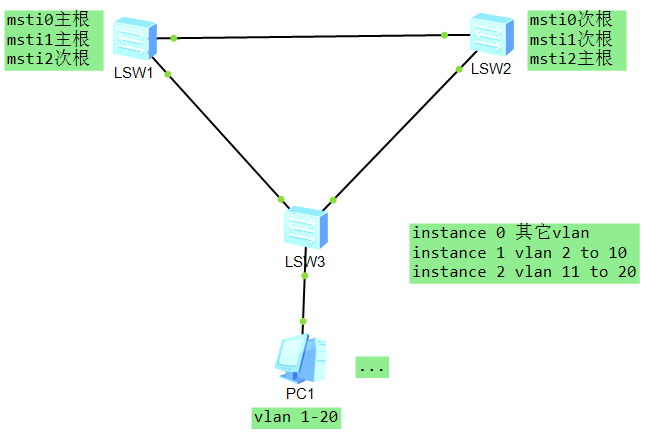 msti0主根
msti1主根
msti2次根
LSW1
msti0次根
msti1次根
msti2主根
LSW2
LSW3
instance 0 其它vlan
instance 1 vlan 2 to 10
instance 2 vlan 11 to 20
PC1
...
vlan 1-20